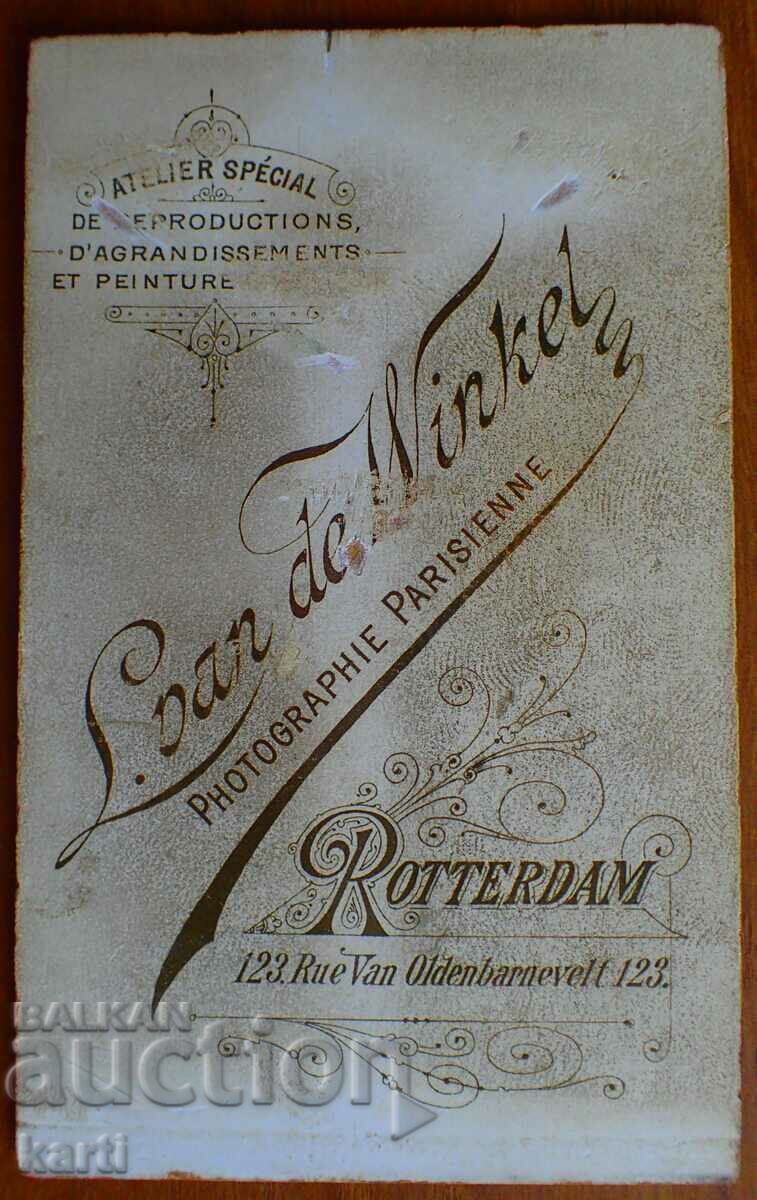 ATELIER SPÉCIAL
DE REPRODUCTIONS,
D'AGRANDISSEMENTS
ET PEINTURE
L. van de Winkel
PHOTOGRAPHIE PARISIENNE
ROTTERDAM
123. Rue Van Oldenbarnevelt 123.
BALKAN
auction
karti